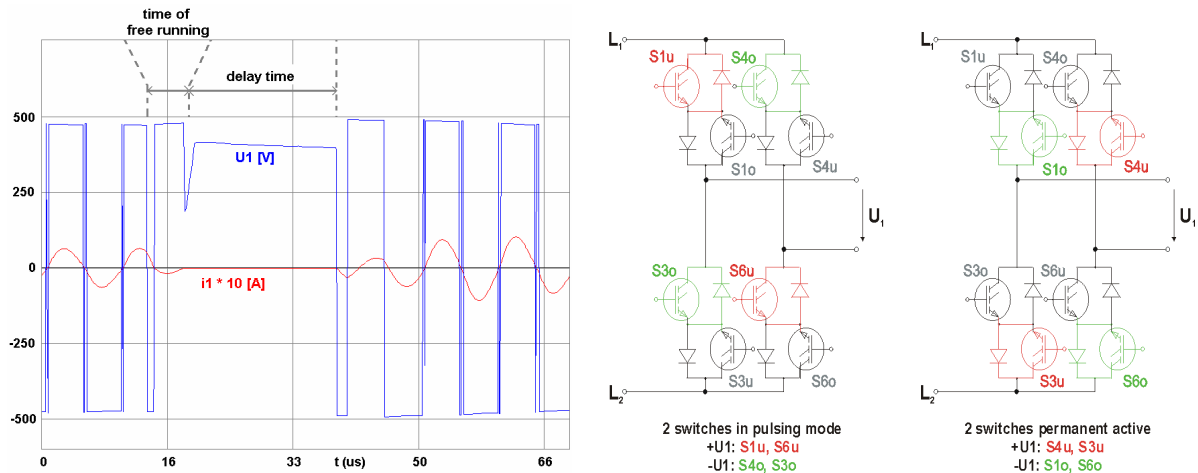 time of
free running
delay time
500
250
0
-250
-500
U1 [V]
i1 * 10 [A]
0
16
33
t (us)
50
66
L1
S1u
S4o
S1o
S4u
U1
S3o
S6u
S3u
S6o
L2
2 switches in pulsing mode
+U1: S1u, S6u
-U1: S4o, S3o
L1
S1u
S4o
S1o
S4u
U1
S3o
S6u
S3u
S6o
L2
2 switches permanent active
+U1: S4u, S3u
-U1: S1o, S6o